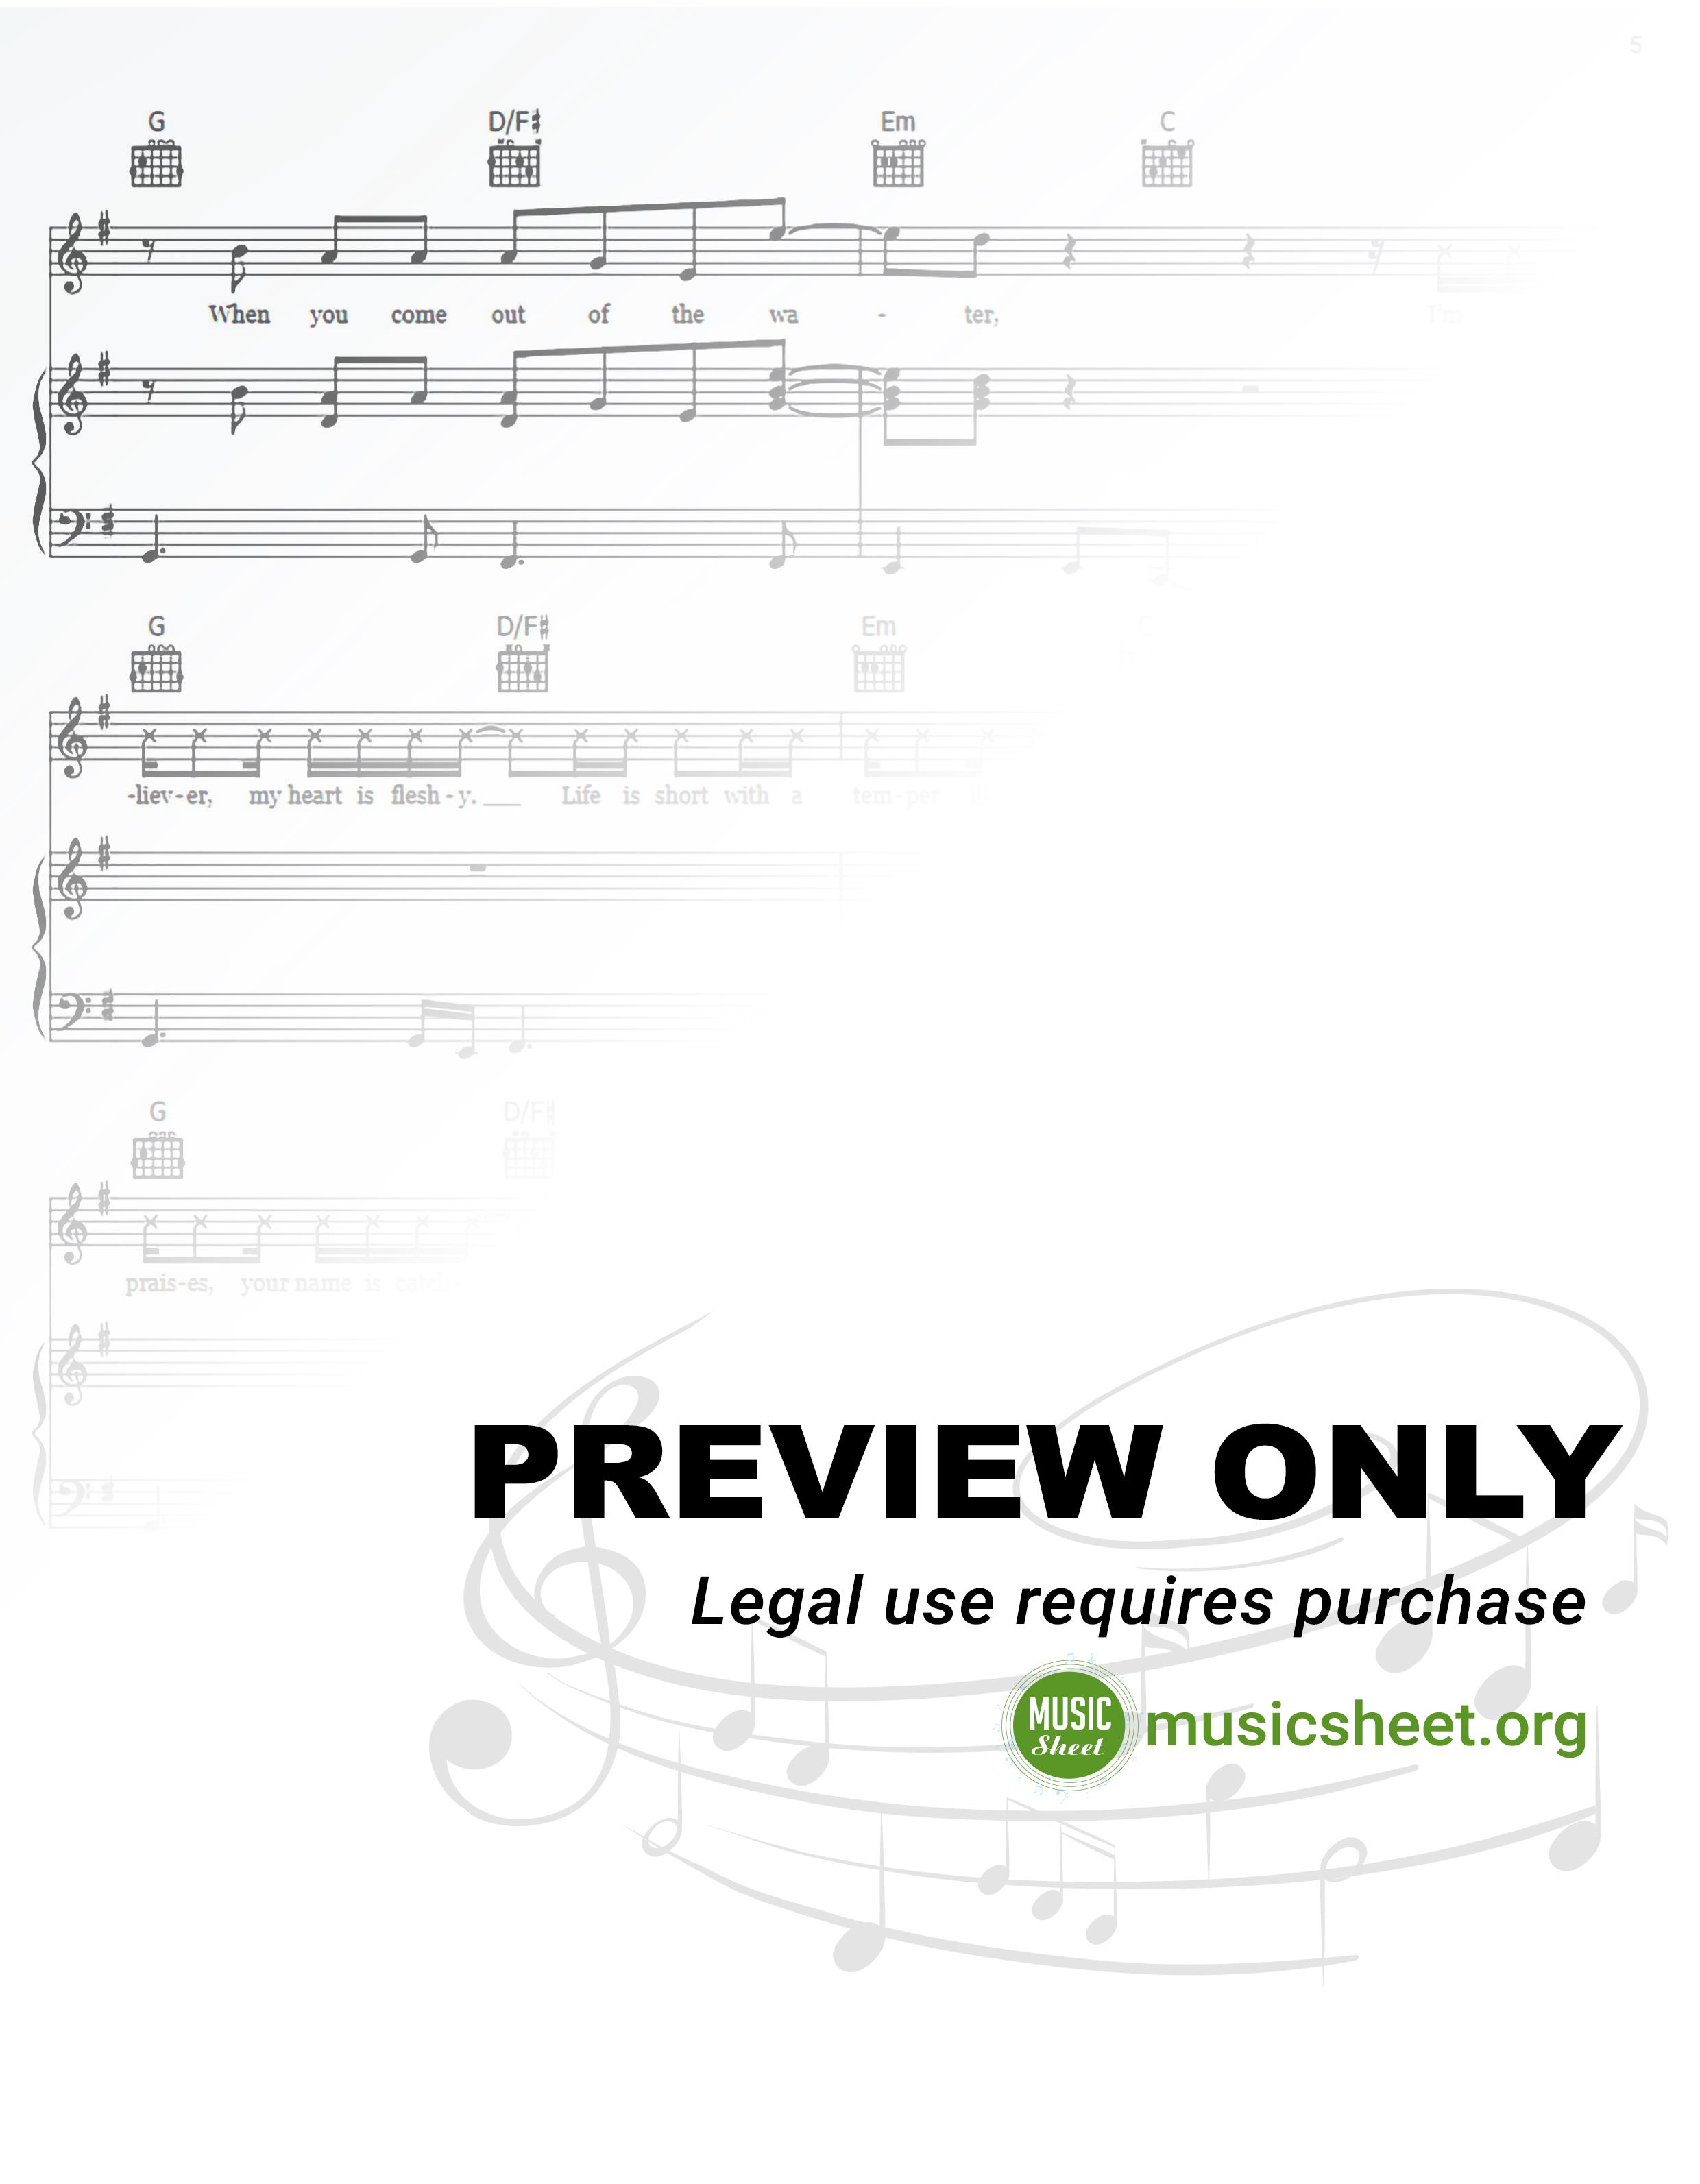 5
G D/F♯ Em C
When you come out of the wa - ter, I'm
G D/F♯ Em C
-liev-er, my heart is flesh-y. ___ Life is short with a tem-per
G D/F♯
prais-es, your name is
PREVIEW ONLY
Legal use requires purchase
MUSIC
Sheet
musicsheet.org